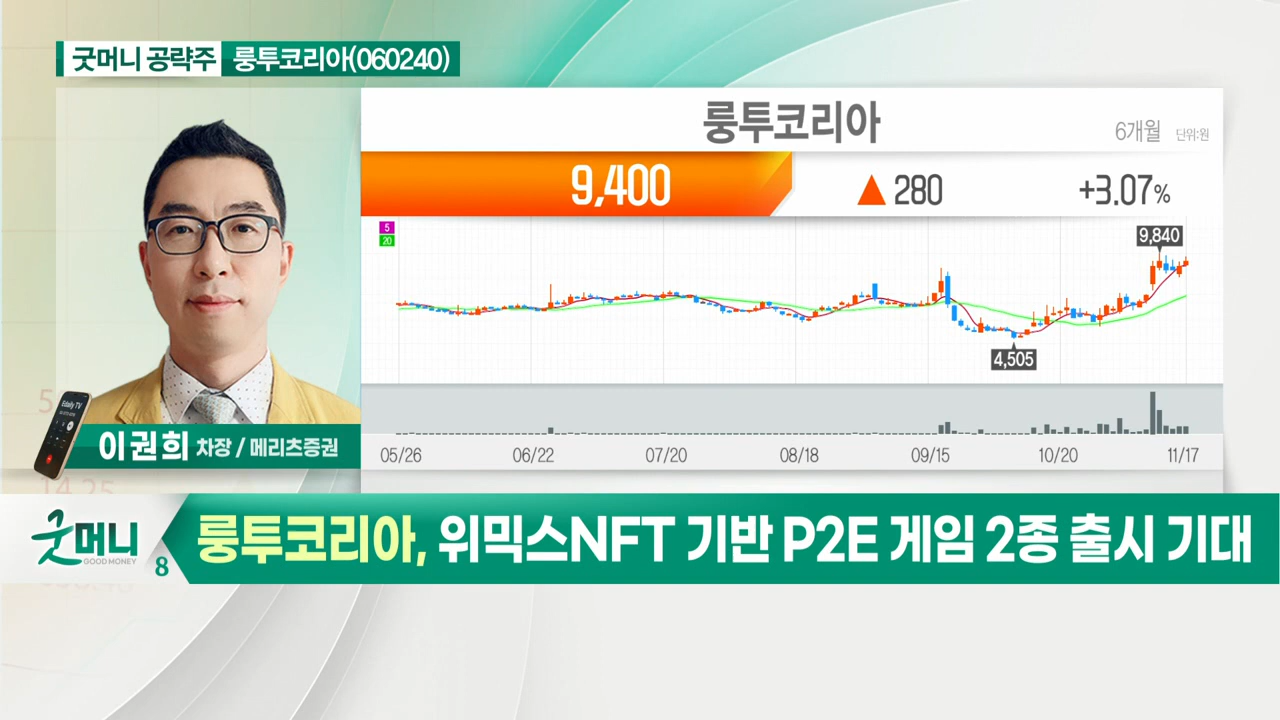 굿머니 공략주 룽투코리아(060240)
룽투코리아
6개월 단위:원
9,400 ▲ 280 +3.07%
5
20
9,840
4,505
05/26 06/22 07/20 08/18 09/15 10/20 11/17
Edaily TV
이권희 차장 / 메리츠증권
14.25
굿머니
GOOD MONEY
8
룽투코리아, 위믹스NFT 기반 P2E 게임 2종 출시 기대